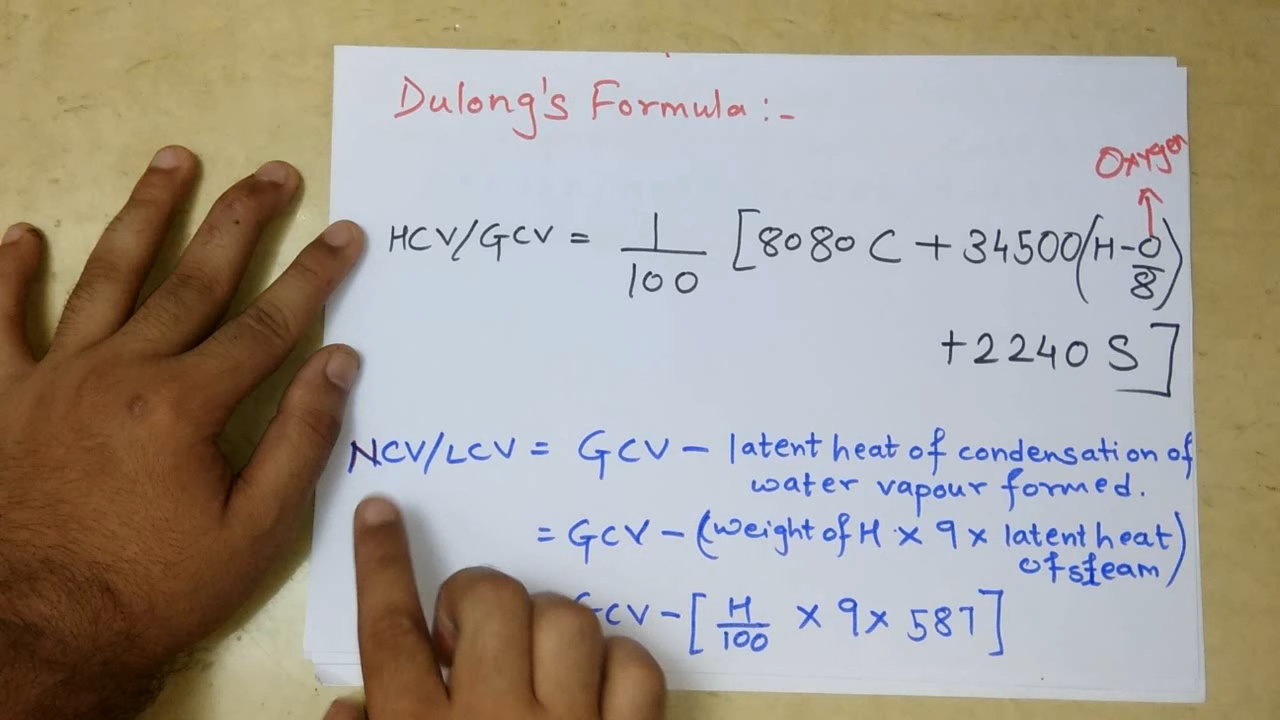 Dulong's Formula :-
Oxygen
HCV/GCV = 1/100 [8080 C + 34500 (H - O/8)
+ 2240 S]
NCV/LCV = GCV - latent heat of condensation of
water vapour formed.
= GCV - (weight of H × 9 × latent heat
of steam)
GCV - [H/100 × 9 × 587]